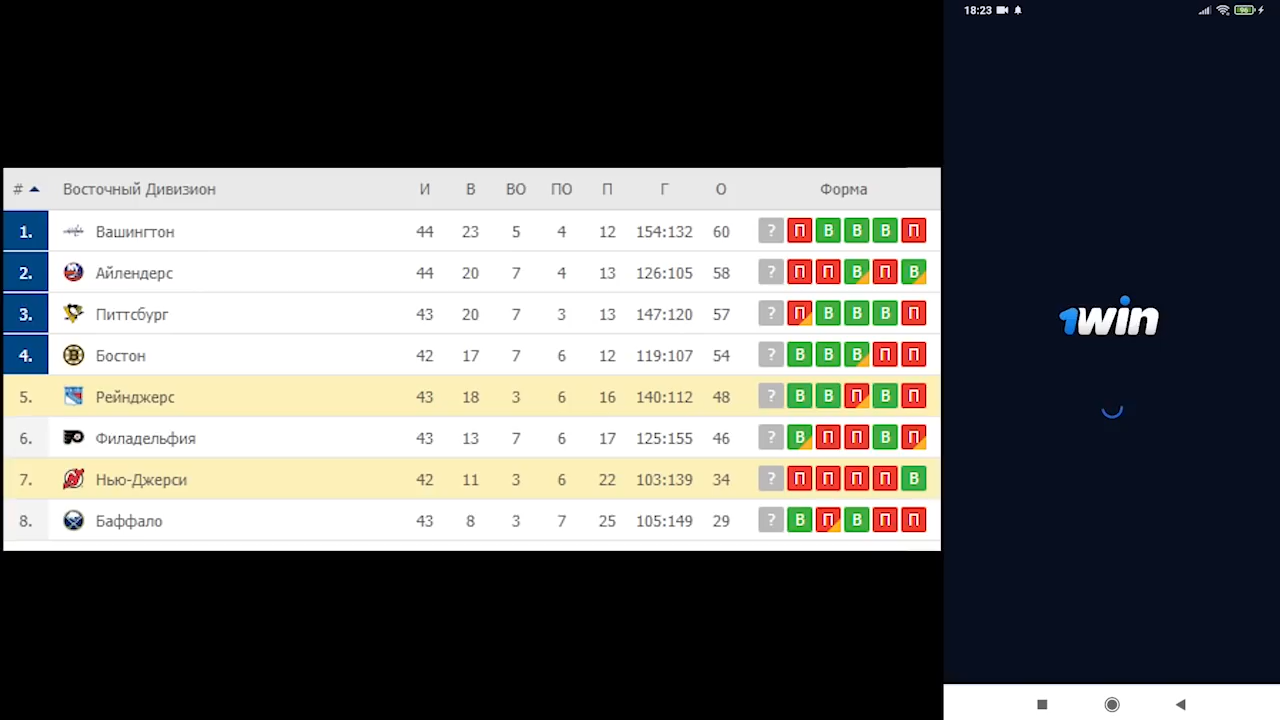 18:23
# Восточный Дивизион И В ВО ПО П Г О Форма
1. Вашингтон 44 23 5 4 12 154:132 60 ? П В В В П
2. Айлендерс 44 20 7 4 13 126:105 58 ? П П В П В
3. Питтсбург 43 20 7 3 13 147:120 57 ? П В В В П
4. Бостон 42 17 7 6 12 119:107 54 ? В В В П П
5. Рейнджерс 43 18 3 6 16 140:112 48 ? В В П В П
6. Филадельфия 43 13 7 6 17 125:155 46 ? В П П В П
7. Нью-Джерси 42 11 3 6 22 103:139 34 ? П П П П В
8. Баффало 43 8 3 7 25 105:149 29 ? В П В П П
1win